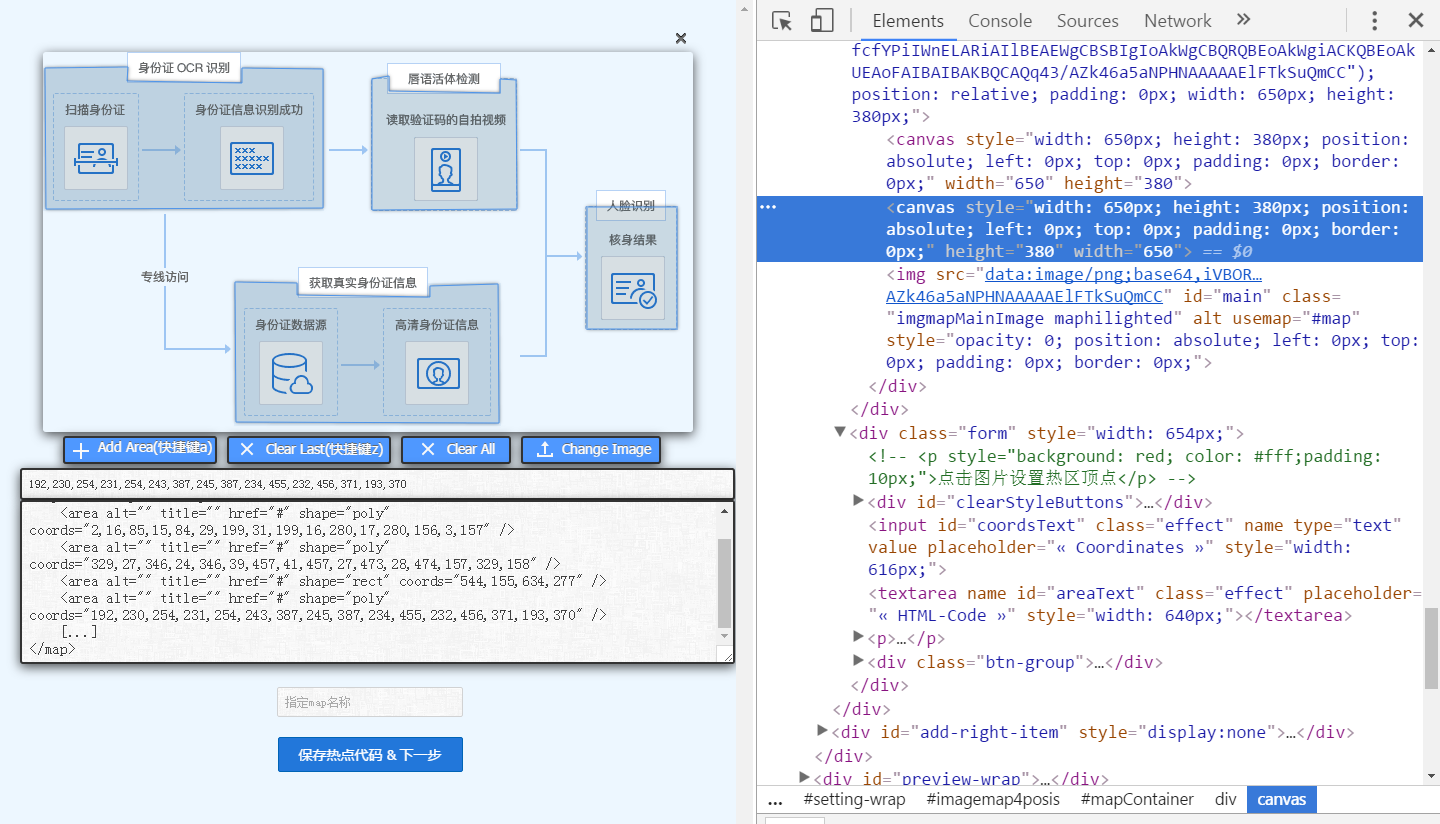 身份证 OCR 识别
扫描身份证
身份证信息识别成功
唇语活体检测
读取验证码的自拍视频
人脸识别
核身结果
专线访问
获取真实身份证信息
身份证数据源
高清身份证信息
Add Area(快捷键a)
Clear Last(快捷键z)
Clear All
Change Image
192,230,254,231,254,243,387,245,387,234,455,232,456,371,193,370
<area alt="" title="" href="#" shape="poly"
coords="2,16,85,15,84,29,199,31,199,16,280,17,280,156,3,157" />
<area alt="" title="" href="#" shape="poly"
coords="329,27,346,24,346,39,457,41,457,27,473,28,474,157,329,158" />
<area alt="" title="" href="#" shape="rect" coords="544,155,634,277" />
<area alt="" title="" href="#" shape="poly"
coords="192,230,254,231,254,243,387,245,387,234,455,232,456,371,193,370" />
[...]
</map>
指定map名称
保存热点代码 & 下一步
Elements Console Sources Network
fcfYPiIWnELARiAIlBEAEWgCBSBIgIoAkWgCBQRQBEoAkWgiACKQBEoAk
UEAoFAIBAIBAKBQCAQq43/AZk46a5aNPHNAAAAAElFTkSuQmCC");
position: relative; padding: 0px; width: 650px; height:
380px;">
<canvas style="width: 650px; height: 380px; position:
absolute; left: 0px; top: 0px; padding: 0px; border:
0px;" width="650" height="380">
<canvas style="width: 650px; height: 380px; position:
absolute; left: 0px; top: 0px; padding: 0px; border:
0px;" height="380" width="650"> == $0
<img src="data:image/png;base64,iVBOR…
AZk46a5aNPHNAAAAAElFTkSuQmCC" id="main" class=
"imgmapMainImage maphilighted" alt usemap="#map"
style="opacity: 0; position: absolute; left: 0px; top:
0px; padding: 0px; border: 0px;">
</div>
</div>
<div class="form" style="width: 654px;">
<!-- <p style="background: red; color: #fff;padding:
10px;">点击图片设置热区顶点</p> -->
<div id="clearStyleButtons">…</div>
<input id="coordsText" class="effect" name type="text"
value placeholder="« Coordinates »" style="width:
616px;">
<textarea name id="areaText" class="effect" placeholder=
"« HTML-Code »" style="width: 640px;"></textarea>
<p>…</p>
<div class="btn-group">…</div>
</div>
</div>
<div id="add-right-item" style="display:none">…</div>
</div>
<div id="preview-wrap">…</div>
... #setting-wrap #imagemap4posis #mapContainer div canvas